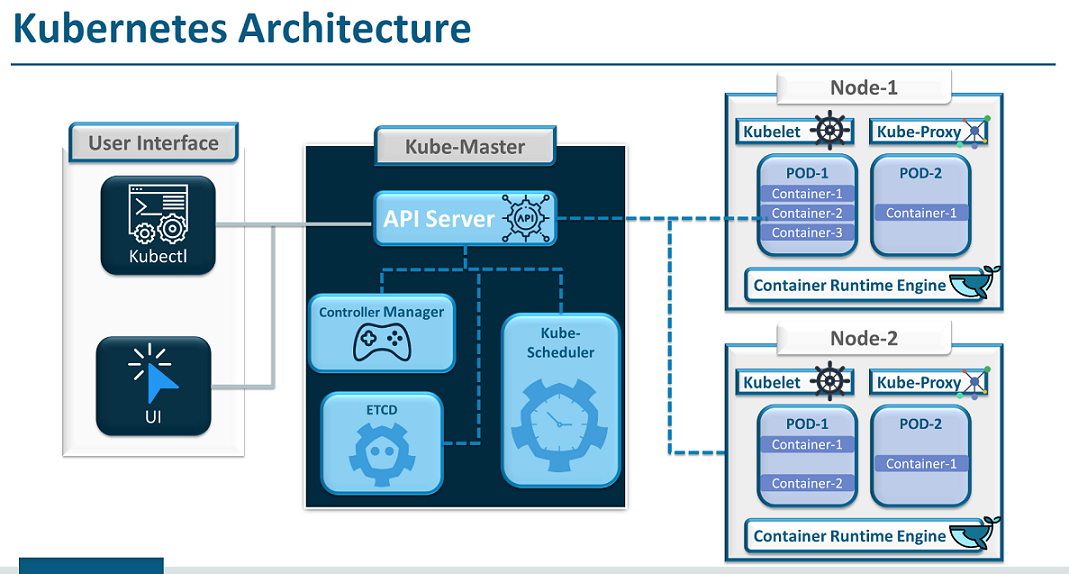 Kubernetes Architecture
User Interface
Kubectl
UI
Kube-Master
API Server
API
Controller Manager
ETCD
Kube-
Scheduler
Node-1
Kubelet
Kube-Proxy
POD-1
Container-1
Container-2
Container-3
POD-2
Container-1
Container Runtime Engine
Node-2
Kubelet
Kube-Proxy
POD-1
Container-1
Container-2
POD-2
Container-1
Container Runtime Engine